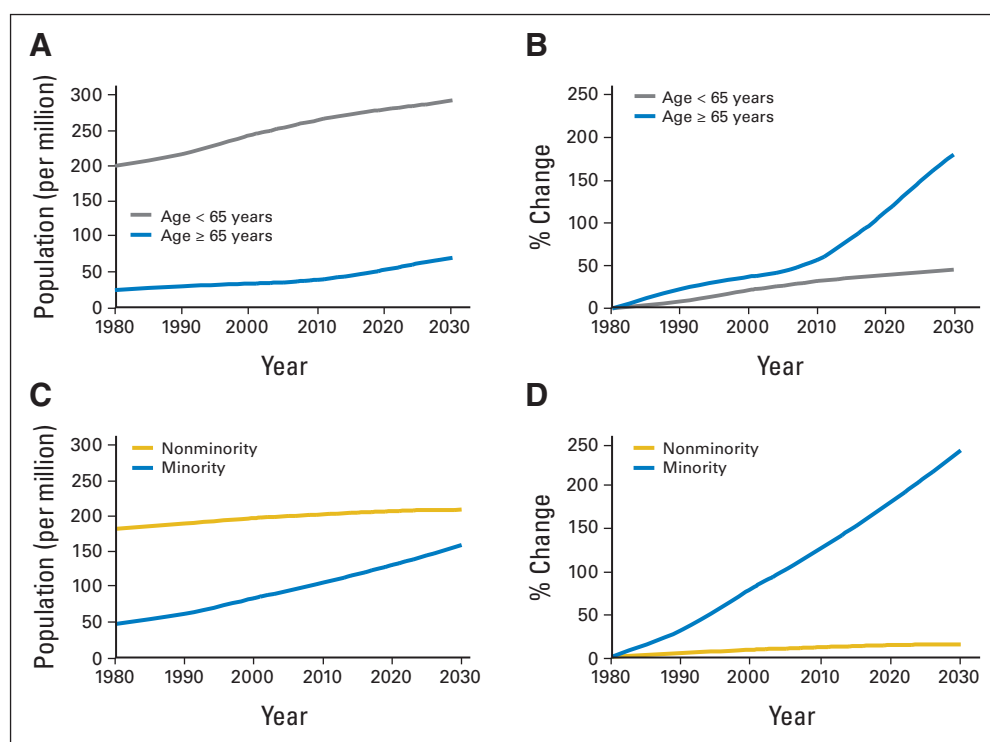 A
Population (per million)
300
250
200
150
100
50
0
Age < 65 years
Age ≥ 65 years
1980 1990 2000 2010 2020 2030
Year
B
% Change
250
200
150
100
50
0
Age < 65 years
Age ≥ 65 years
1980 1990 2000 2010 2020 2030
Year
C
Population (per million)
300
250
200
150
100
50
0
Nonminority
Minority
1980 1990 2000 2010 2020 2030
Year
D
% Change
250
200
150
100
50
0
Nonminority
Minority
1980 1990 2000 2010 2020 2030
Year